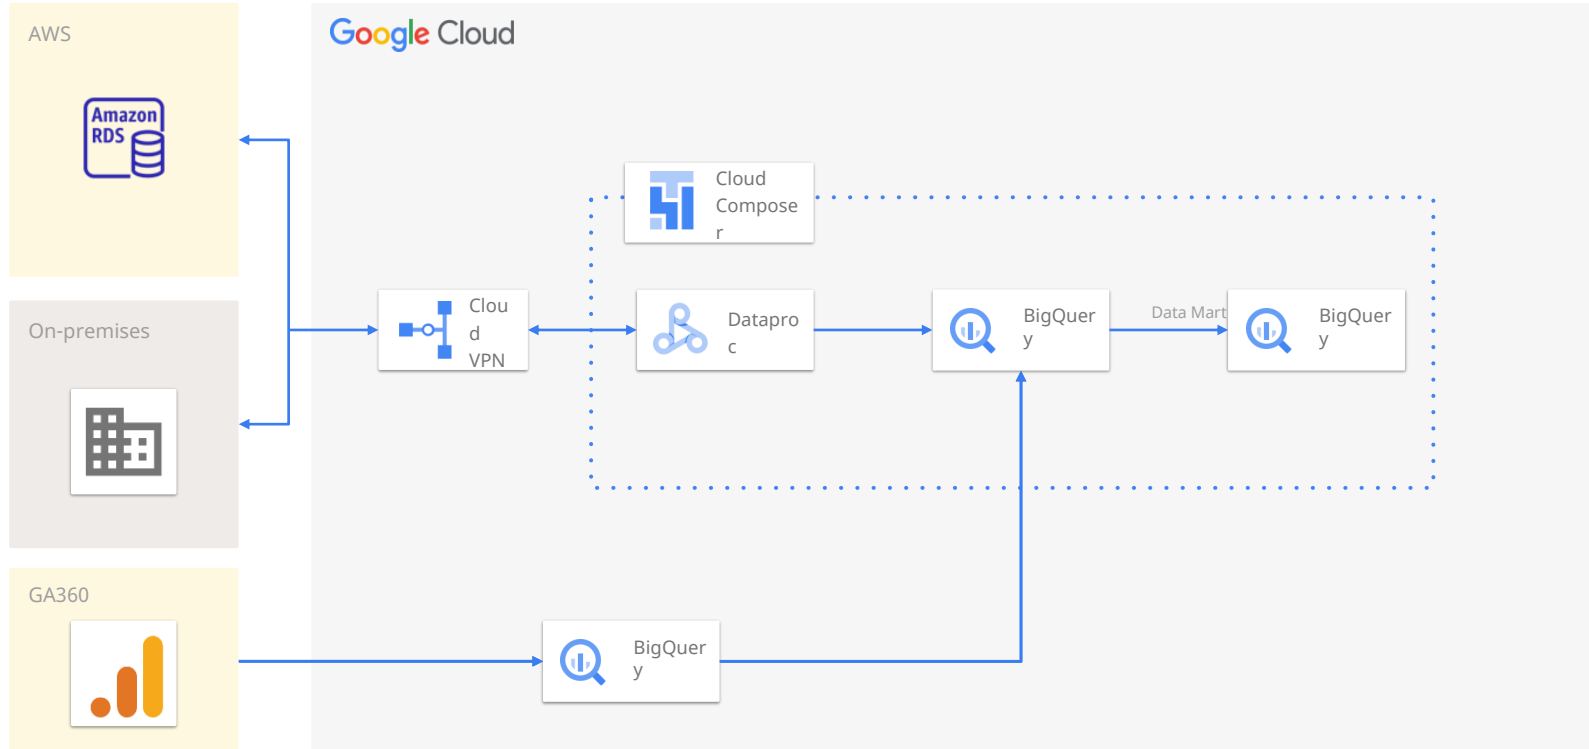 AWS
Google Cloud
Amazon
RDS
Cloud
Compose
r
On-premises
Clou
d
VPN
Datapro
c
BigQuer
y
Data Mart
BigQuer
y
GA360
BigQuer
y